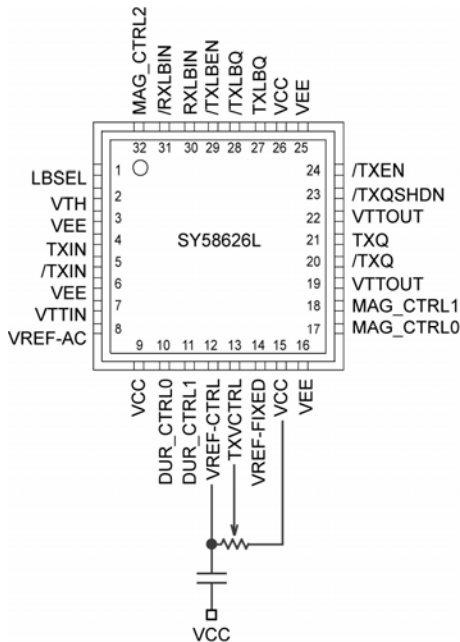 MAG_CTRL2
/RXLBIN
RXLBIN
/TXLBEN
/TXLBQ
TXLBQ
VCC
VEE
32 31 30 29 28 27 26 25
LBSEL 1
VTH 2
VEE 3
TXIN 4
/TXIN 5
VEE 6
VTTIN 7
VREF-AC 8
SY58626L
24 /TXEN
23 /TXQSHDN
22 VTTOUT
21 TXQ
20 /TXQ
19 VTTOUT
18 MAG_CTRL1
17 MAG_CTRL0
9 10 11 12 13 14 15 16
VCC
DUR_CTRL0
DUR_CTRL1
VREF-CTRL
TXVCTRL
VREF-FIXED
VCC
VEE
VCC